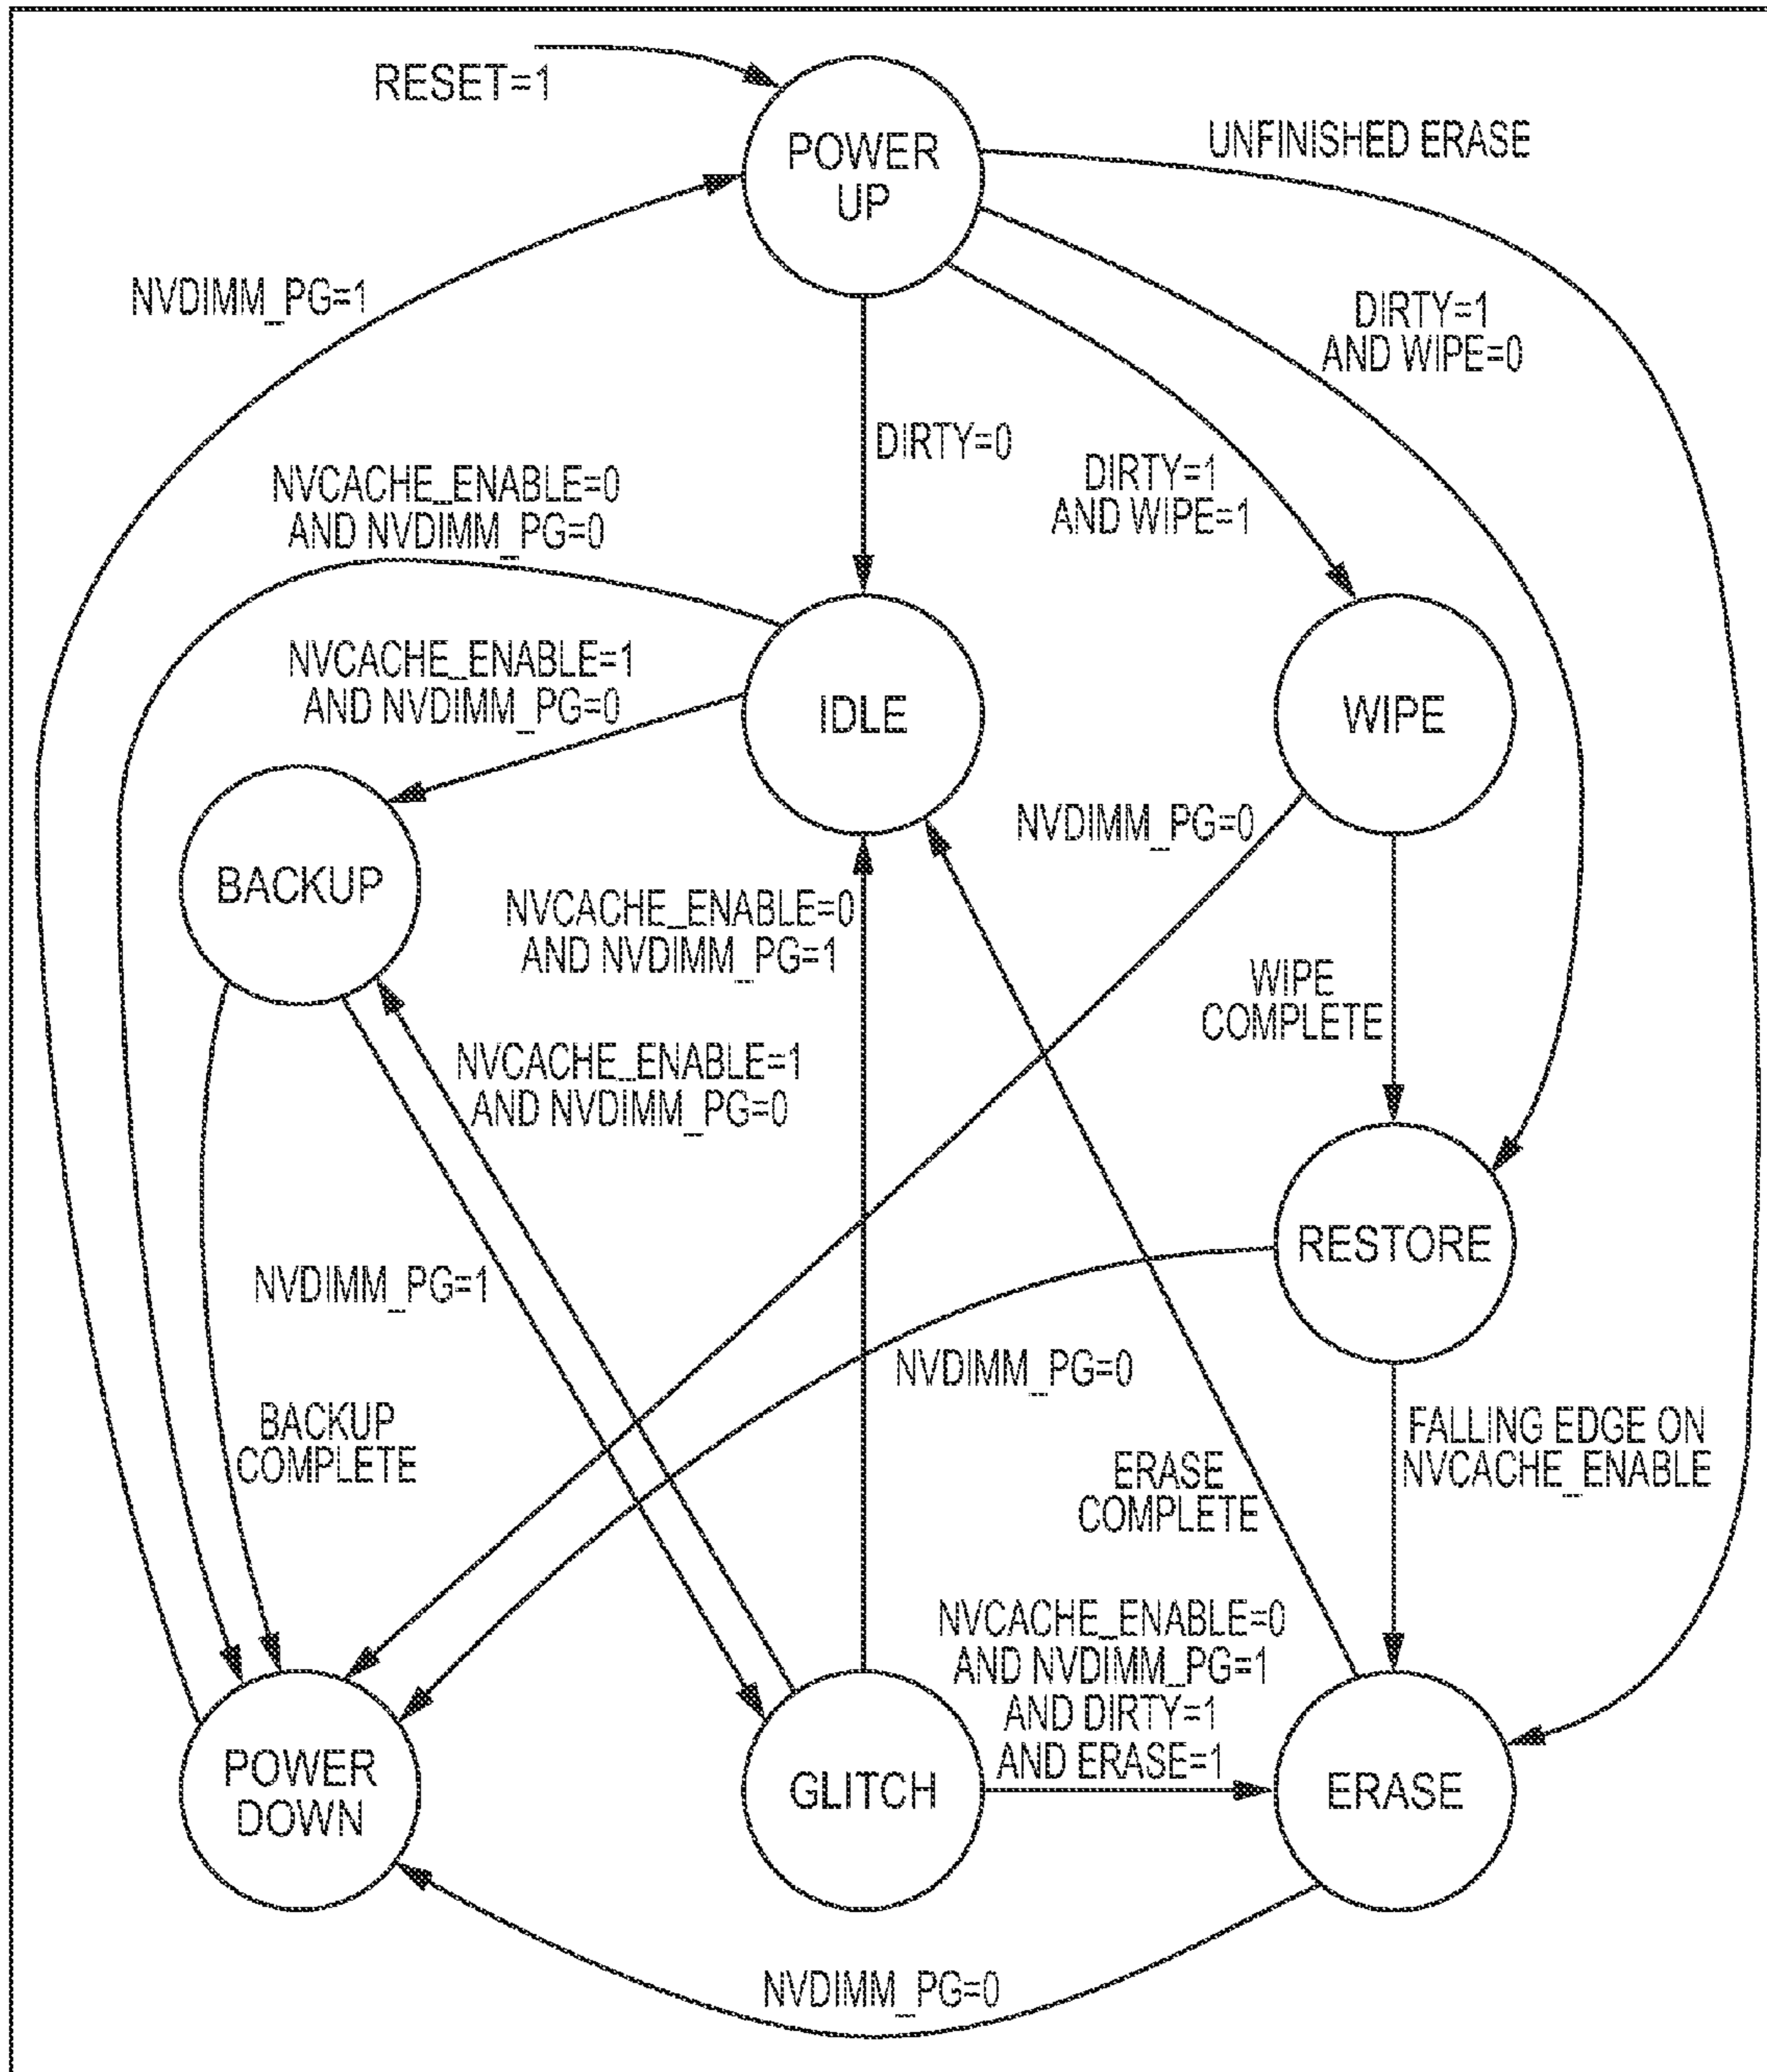 RESET=1
POWER
UP
UNFINISHED ERASE
NVDIMM_PG=1
DIRTY=1
AND WIPE=0
DIRTY=0
DIRTY=1
AND WIPE=1
NVCACHE_ENABLE=0
AND NVDIMM_PG=0
NVCACHE_ENABLE=1
AND NVDIMM_PG=0
IDLE
WIPE
NVDIMM_PG=0
BACKUP
NVCACHE_ENABLE=0
AND NVDIMM_PG=1
WIPE
COMPLETE
NVCACHE_ENABLE=1
AND NVDIMM_PG=0
RESTORE
NVDIMM_PG=1
NVDIMM_PG=0
BACKUP
COMPLETE
FALLING EDGE ON
NVCACHE_ENABLE
ERASE
COMPLETE
NVCACHE_ENABLE=0
AND NVDIMM_PG=1
AND DIRTY=1
AND ERASE=1
POWER
DOWN
GLITCH
ERASE
NVDIMM_PG=0